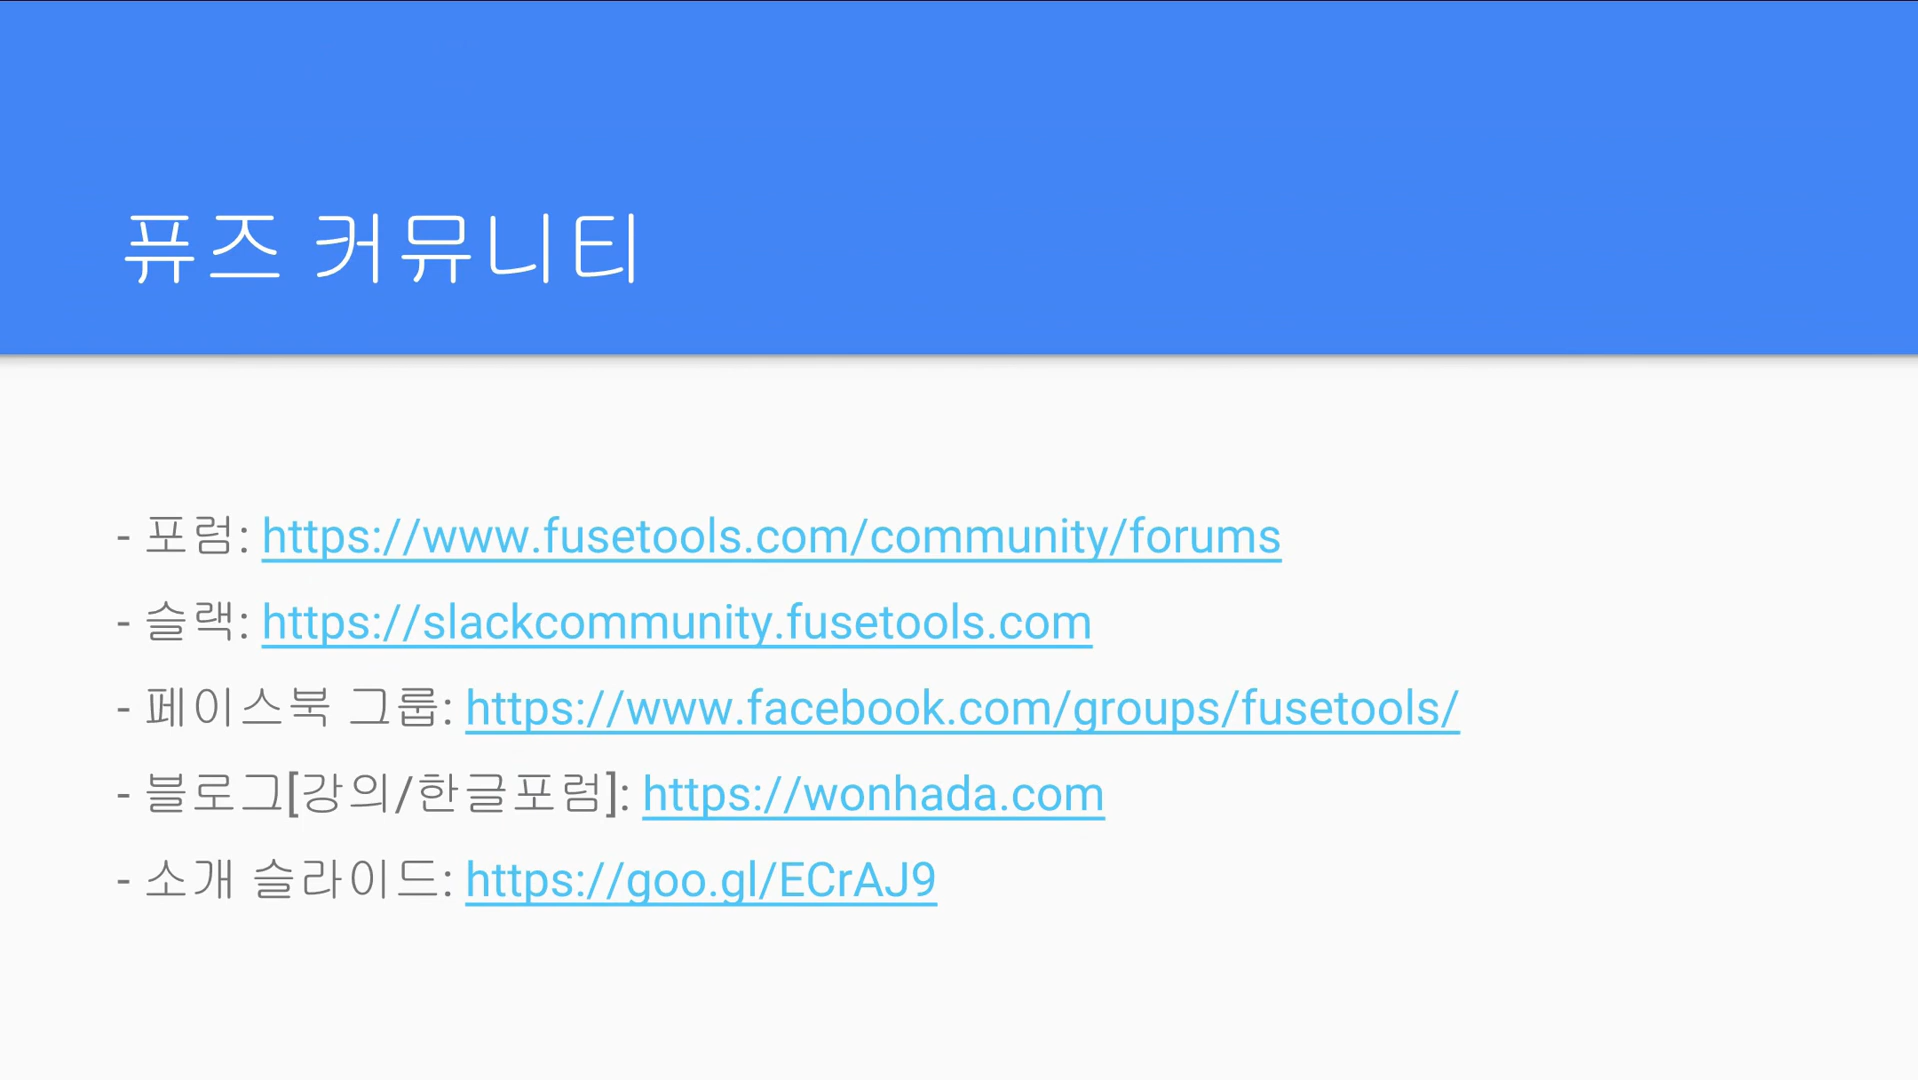 퓨즈 커뮤니티
- 포럼: https://www.fusetools.com/community/forums
- 슬랙: https://slackcommunity.fusetools.com
- 페이스북 그룹: https://www.facebook.com/groups/fusetools/
- 블로그[강의/한글포럼]: https://wonhada.com
- 소개 슬라이드: https://goo.gl/ECrAJ9